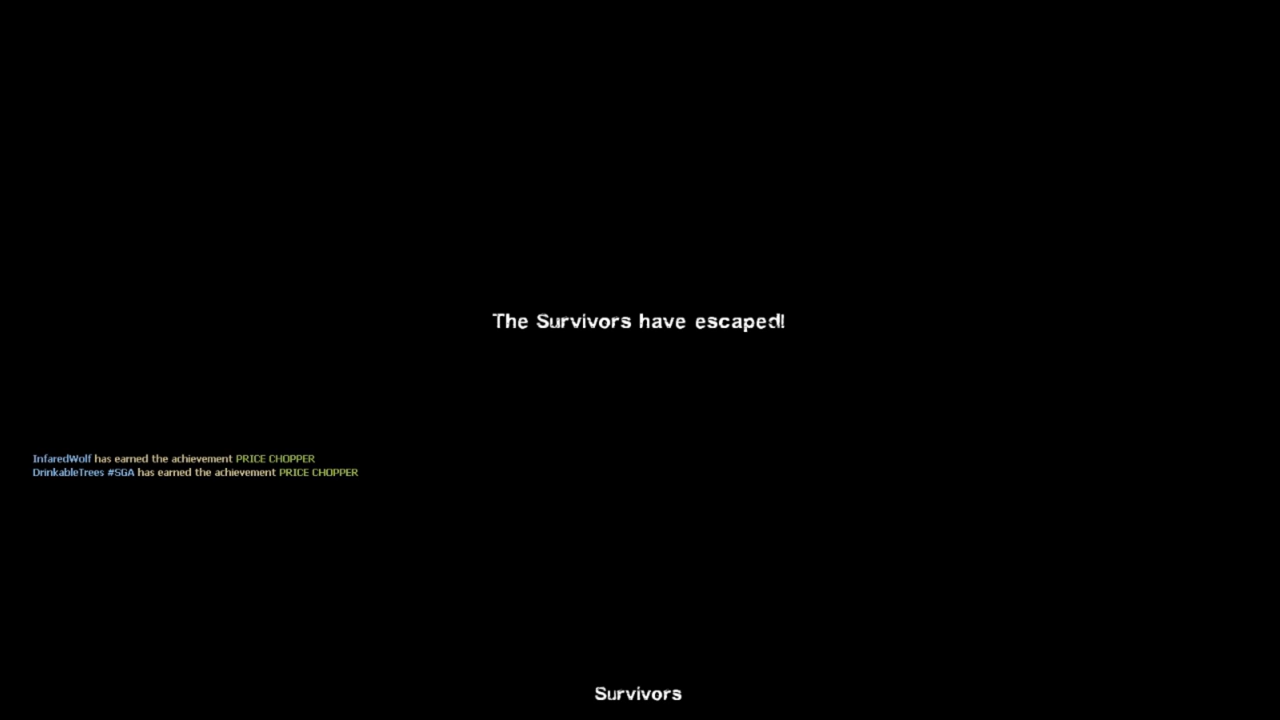 The Survivors have escaped!
InfaredWolf has earned the achievement PRICE CHOPPER
DrinkableTrees #SGA has earned the achievement PRICE CHOPPER
Survivors